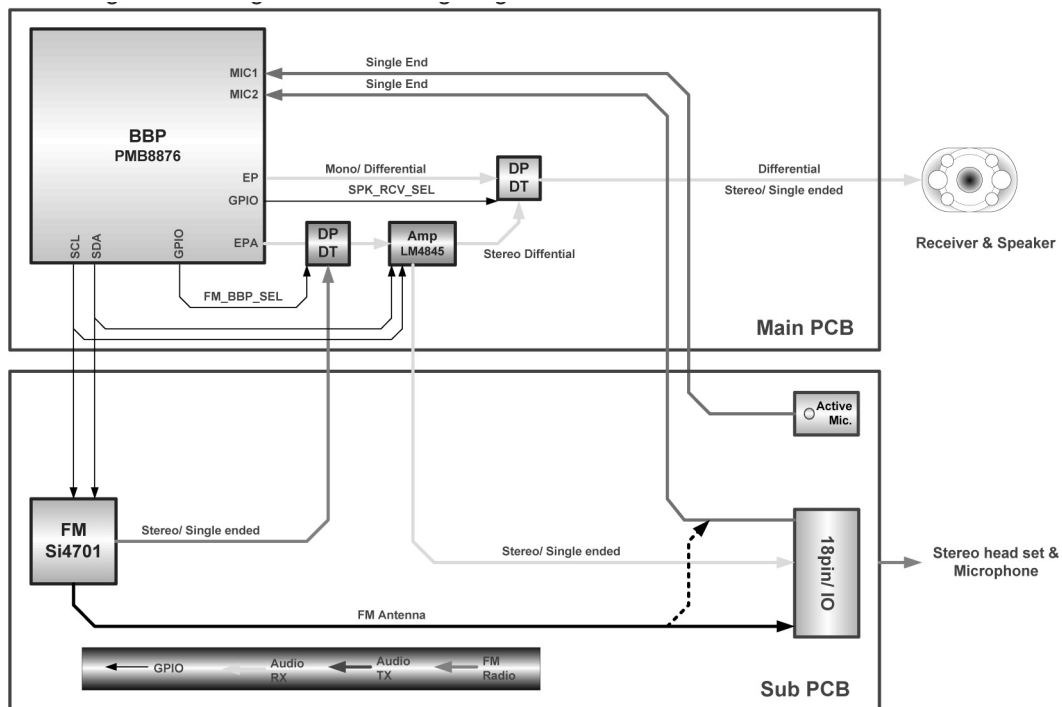 MIC1
MIC2
Single End
Single End
BBP
PMB8876
EP
GPIO
EPA
SCL
SDA
GPIO
Mono/ Differential
SPK_RCV_SEL
DP
DT
DP
DT
Amp
LM4845
Stereo Diffential
FM_BBP_SEL
Differential
Stereo/ Single ended
Receiver & Speaker
Main PCB
Active
Mic.
FM
Si4701
Stereo/ Single ended
Stereo/ Single ended
18pin/ IO
Stereo head set &
Microphone
FM Antenna
GPIO
Audio
RX
Audio
TX
FM
Radio
Sub PCB